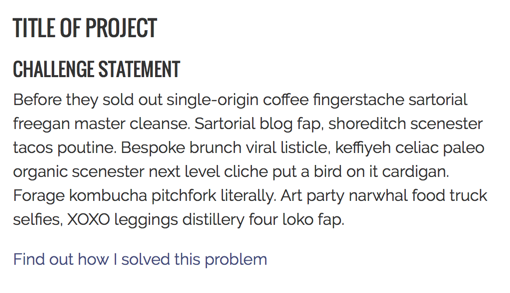 TITLE OF PROJECT
CHALLENGE STATEMENT
Before they sold out single-origin coffee fingerstache sartorial
freegan master cleanse. Sartorial blog fap, shoreditch scenester
tacos poutine. Bespoke brunch viral listicle, keffiyeh celiac paleo
organic scenester next level cliche put a bird on it cardigan.
Forage kombucha pitchfork literally. Art party narwhal food truck
selfies, XOXO leggings distillery four loko fap.
Find out how I solved this problem